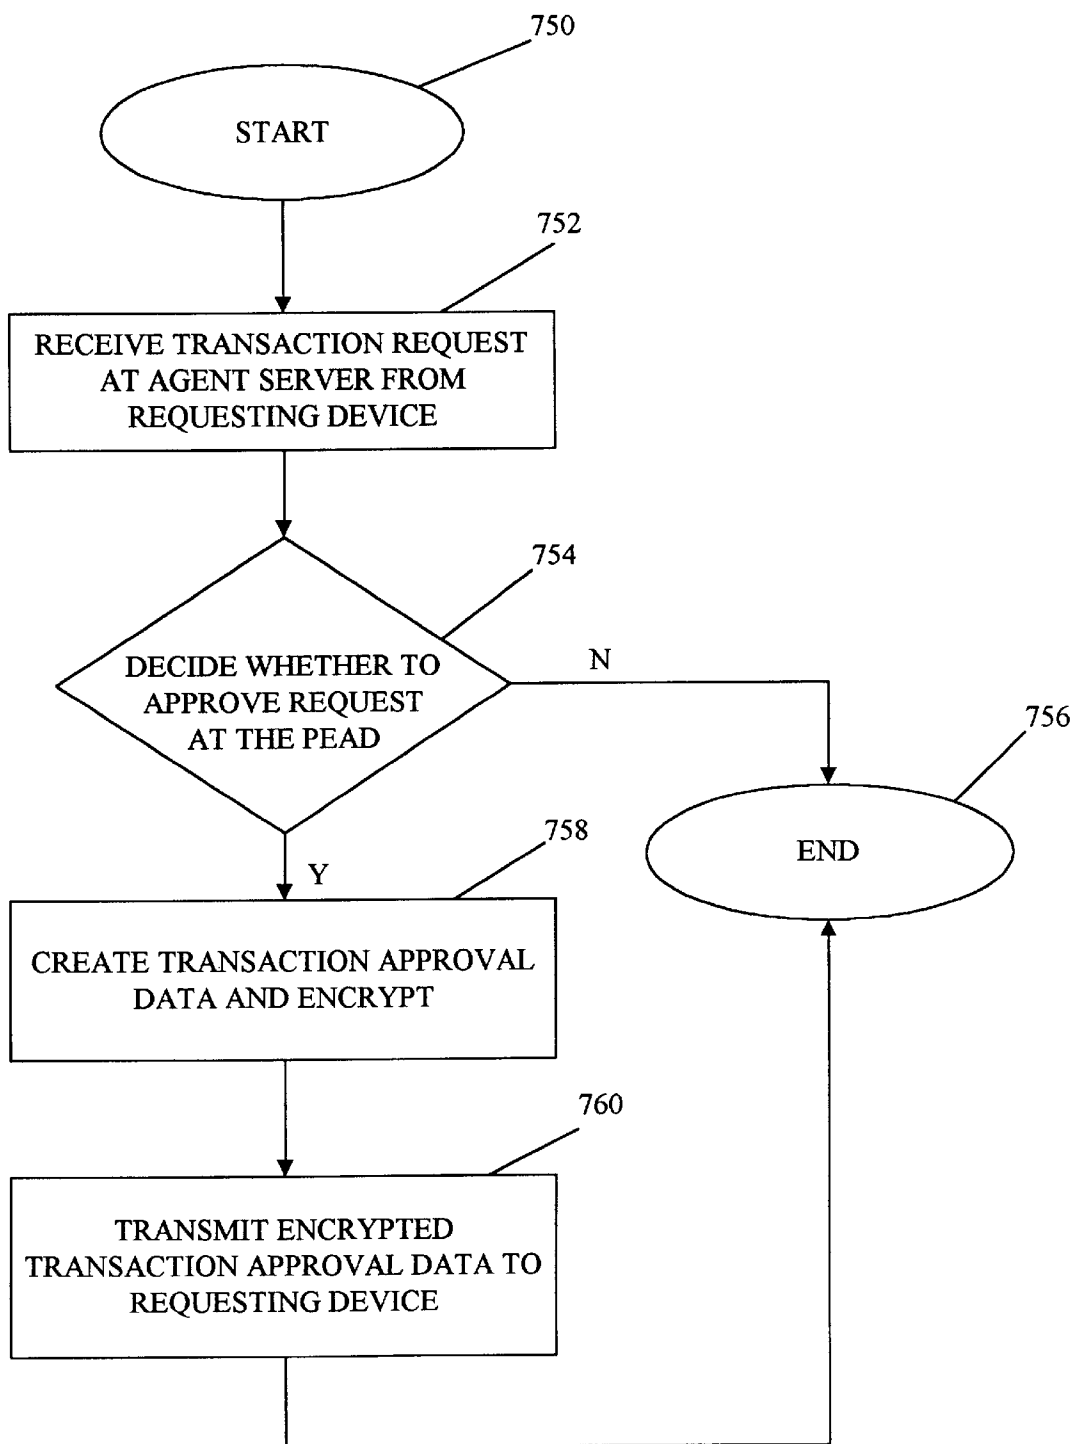 750
START
752
RECEIVE TRANSACTION REQUEST
AT AGENT SERVER FROM
REQUESTING DEVICE
754
DECIDE WHETHER TO
APPROVE REQUEST
AT THE PEAD
N
756
END
Y
758
CREATE TRANSACTION APPROVAL
DATA AND ENCRYPT
760
TRANSMIT ENCRYPTED
TRANSACTION APPROVAL DATA TO
REQUESTING DEVICE